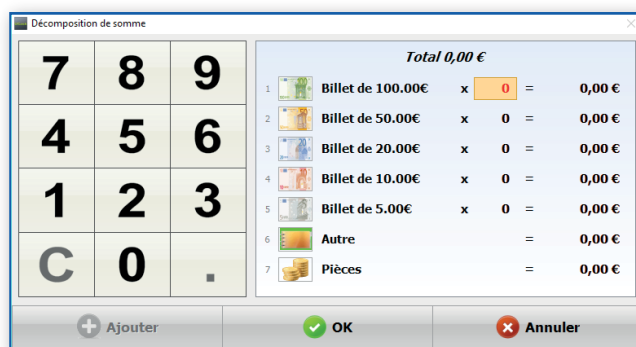 Décomposition de somme
7 8 9
4 5 6
1 2 3
C 0 .
Total 0,00 €
1 Billet de 100.00€ x 0 = 0,00 €
2 Billet de 50.00€ x 0 = 0,00 €
3 Billet de 20.00€ x 0 = 0,00 €
4 Billet de 10.00€ x 0 = 0,00 €
5 Billet de 5.00€ x 0 = 0,00 €
6 Autre = 0,00 €
7 Pièces = 0,00 €
Ajouter OK Annuler